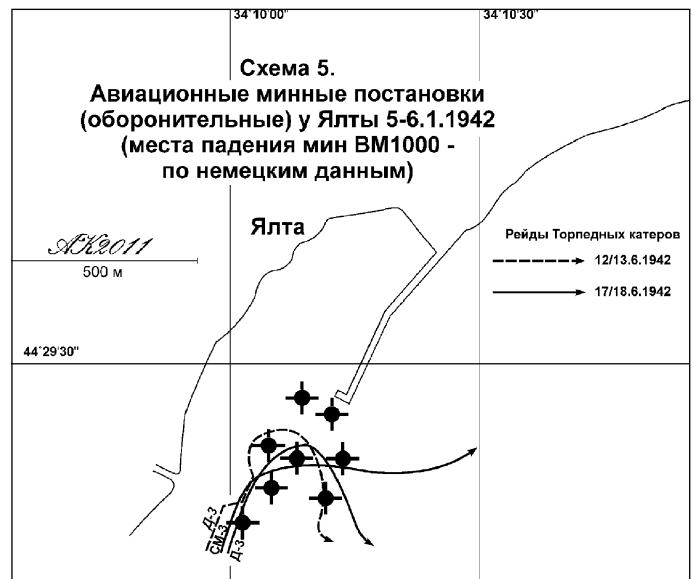 34°10'00"
34°10'30"
Схема 5.
Авиационные минные постановки
(оборонительные) у Ялты 5-6.1.1942
(места падения мин ВМ1000 -
по немецким данным)
Ялта
АК2011
500 м
Рейды Торпедных катеров
12/13.6.1942
17/18.6.1942
44°29'30"
Д-3
СМ-3
Д-3